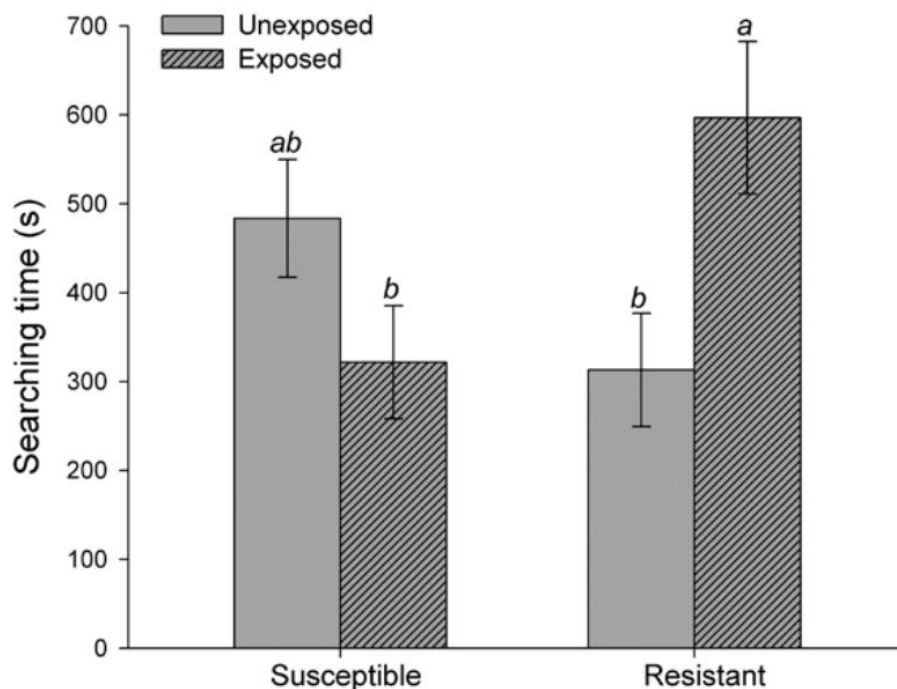 Unexposed
Exposed
Searching time (s)
700
600
500
400
300
200
100
0
ab
b
b
a
Susceptible
Resistant